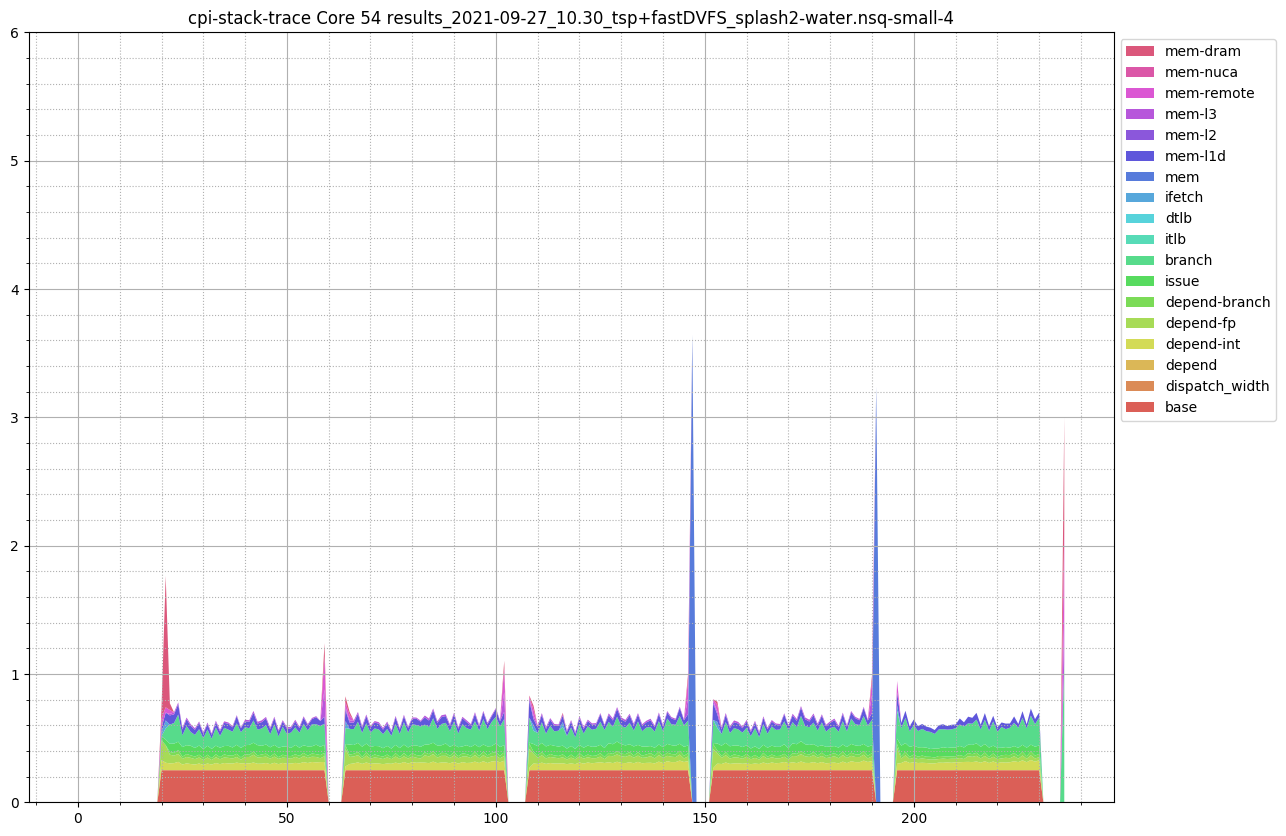 cpi-stack-trace Core 54 results_2021-09-27_10.30_tsp+fastDVFS_splash2-water.nsq-small-4
6
5
4
3
2
1
0
0 50 100 150 200
mem-dram
mem-nuca
mem-remote
mem-l3
mem-l2
mem-l1d
mem
ifetch
dtlb
itlb
branch
issue
depend-branch
depend-fp
depend-int
depend
dispatch_width
base